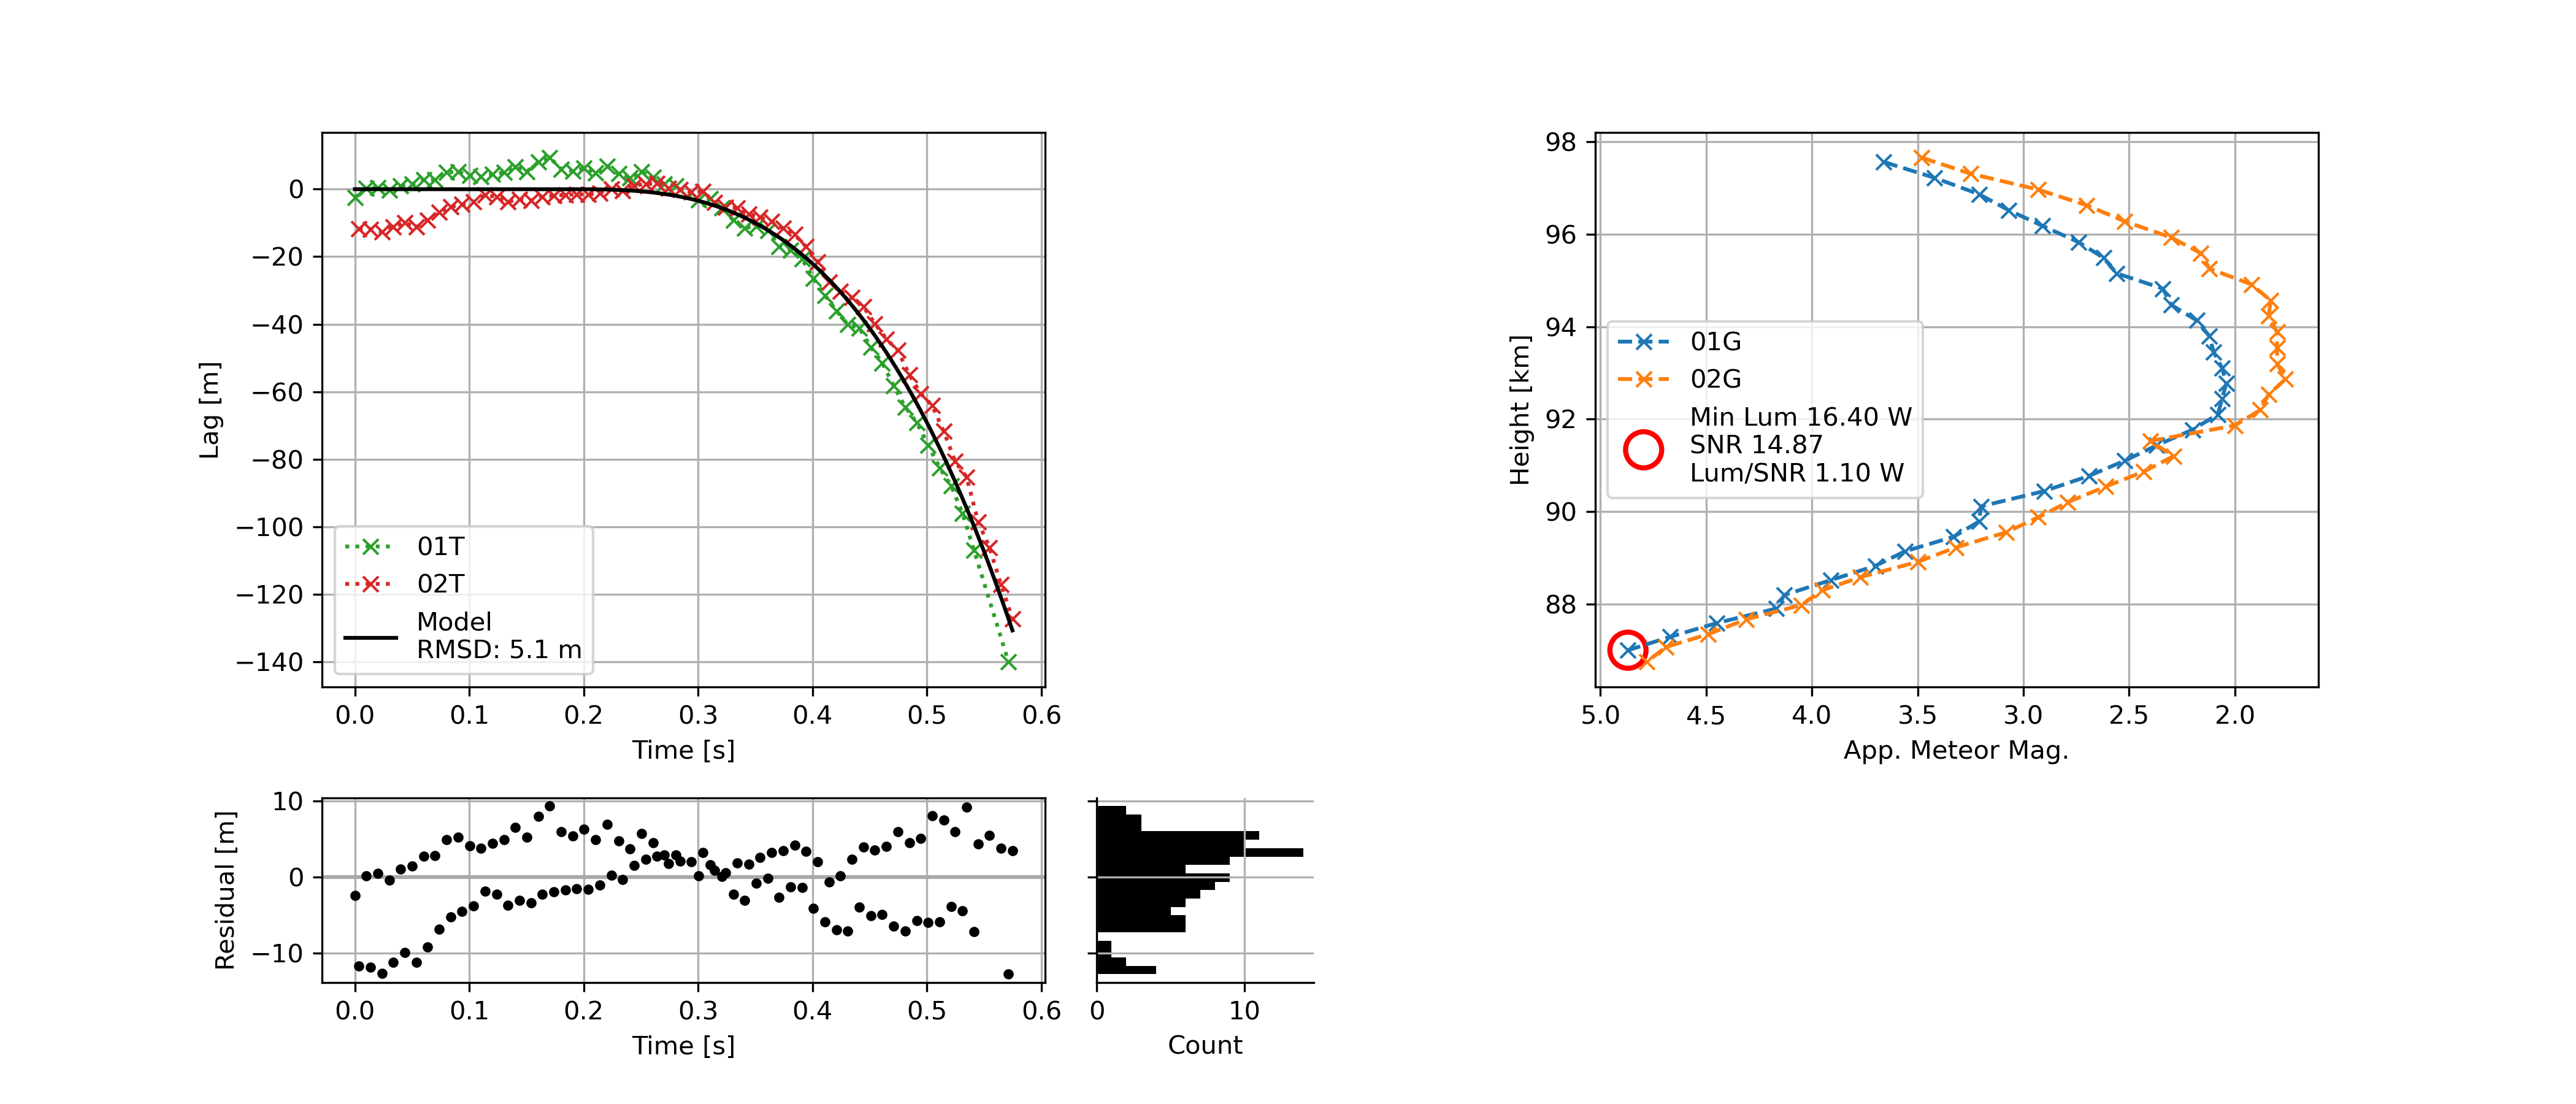 0
−20
−40
−60
−80
−100
−120
−140
Lag [m]
01T
02T
Model
RMSD: 5.1 m
0.0 0.1 0.2 0.3 0.4 0.5 0.6
Time [s]
98
96
94
92
90
88
Height [km]
01G
02G
Min Lum 16.40 W
SNR 14.87
Lum/SNR 1.10 W
5.0 4.5 4.0 3.5 3.0 2.5 2.0
App. Meteor Mag.
10
0
−10
Residual [m]
0.0 0.1 0.2 0.3 0.4 0.5 0.6
Time [s]
0 10
Count